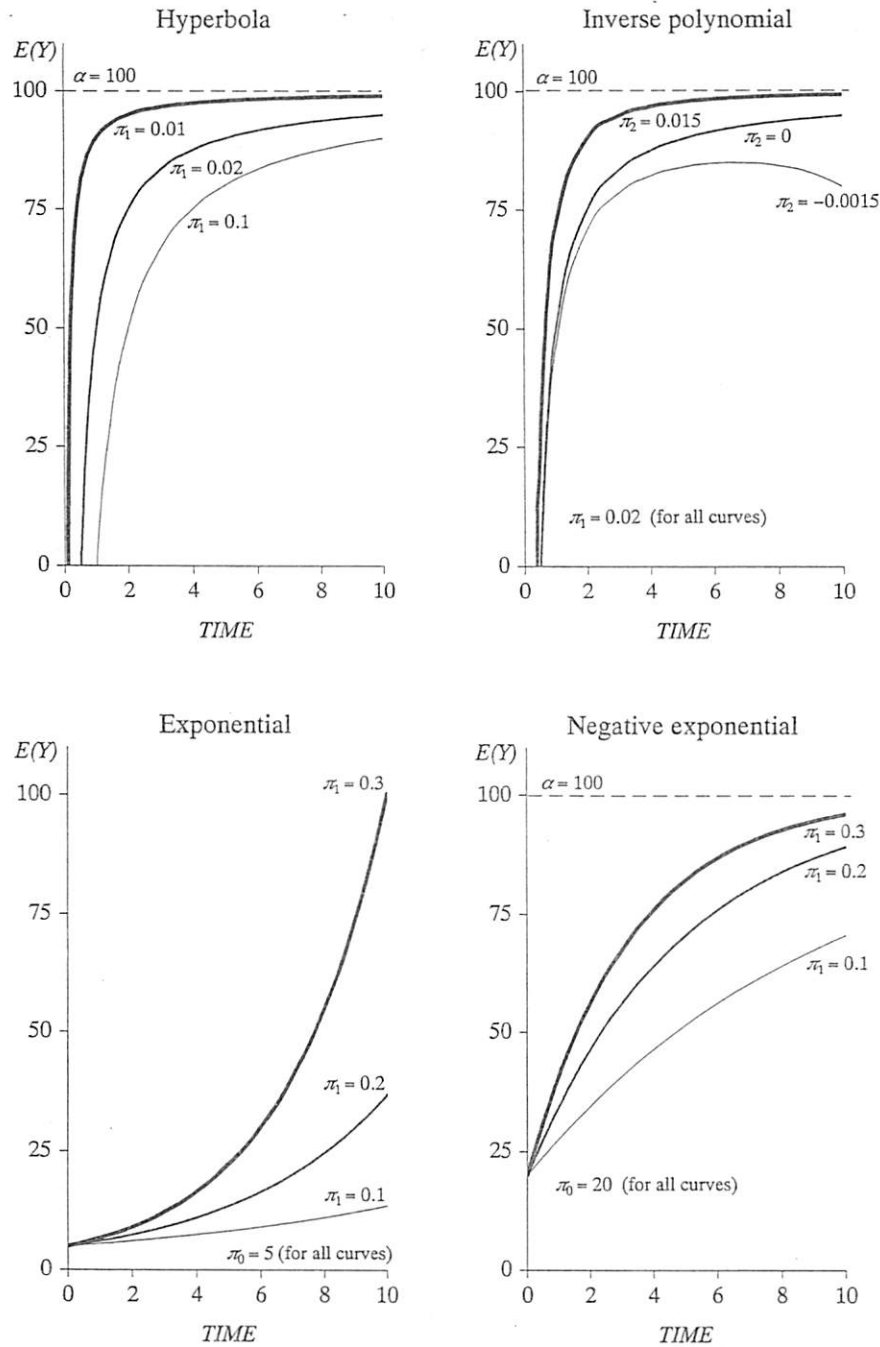 Hyperbola
E(Y)
α = 100
100
π₁ = 0.01
π₁ = 0.02
75
π₁ = 0.1
50
25
0
0 2 4 6 8 10
TIME
Inverse polynomial
E(Y)
α = 100
100
π₂ = 0.015
π₂ = 0
75
π₂ = −0.0015
50
25
π₁ = 0.02 (for all curves)
0
0 2 4 6 8 10
TIME
Exponential
E(Y)
π₁ = 0.3
100
75
50
π₁ = 0.2
25
π₁ = 0.1
π₀ = 5 (for all curves)
0
0 2 4 6 8 10
TIME
Negative exponential
E(Y)
α = 100
100
π₁ = 0.3
π₁ = 0.2
75
π₁ = 0.1
50
25
π₀ = 20 (for all curves)
0
0 2 4 6 8 10
TIME